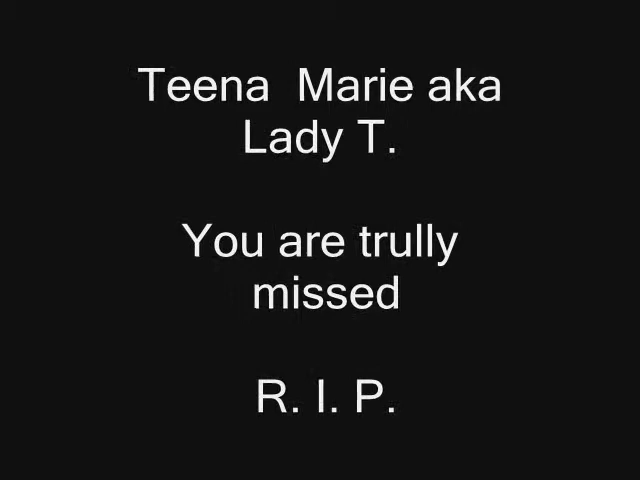 Teena  Marie aka
Lady T.
You are trully
missed
R. I. P.